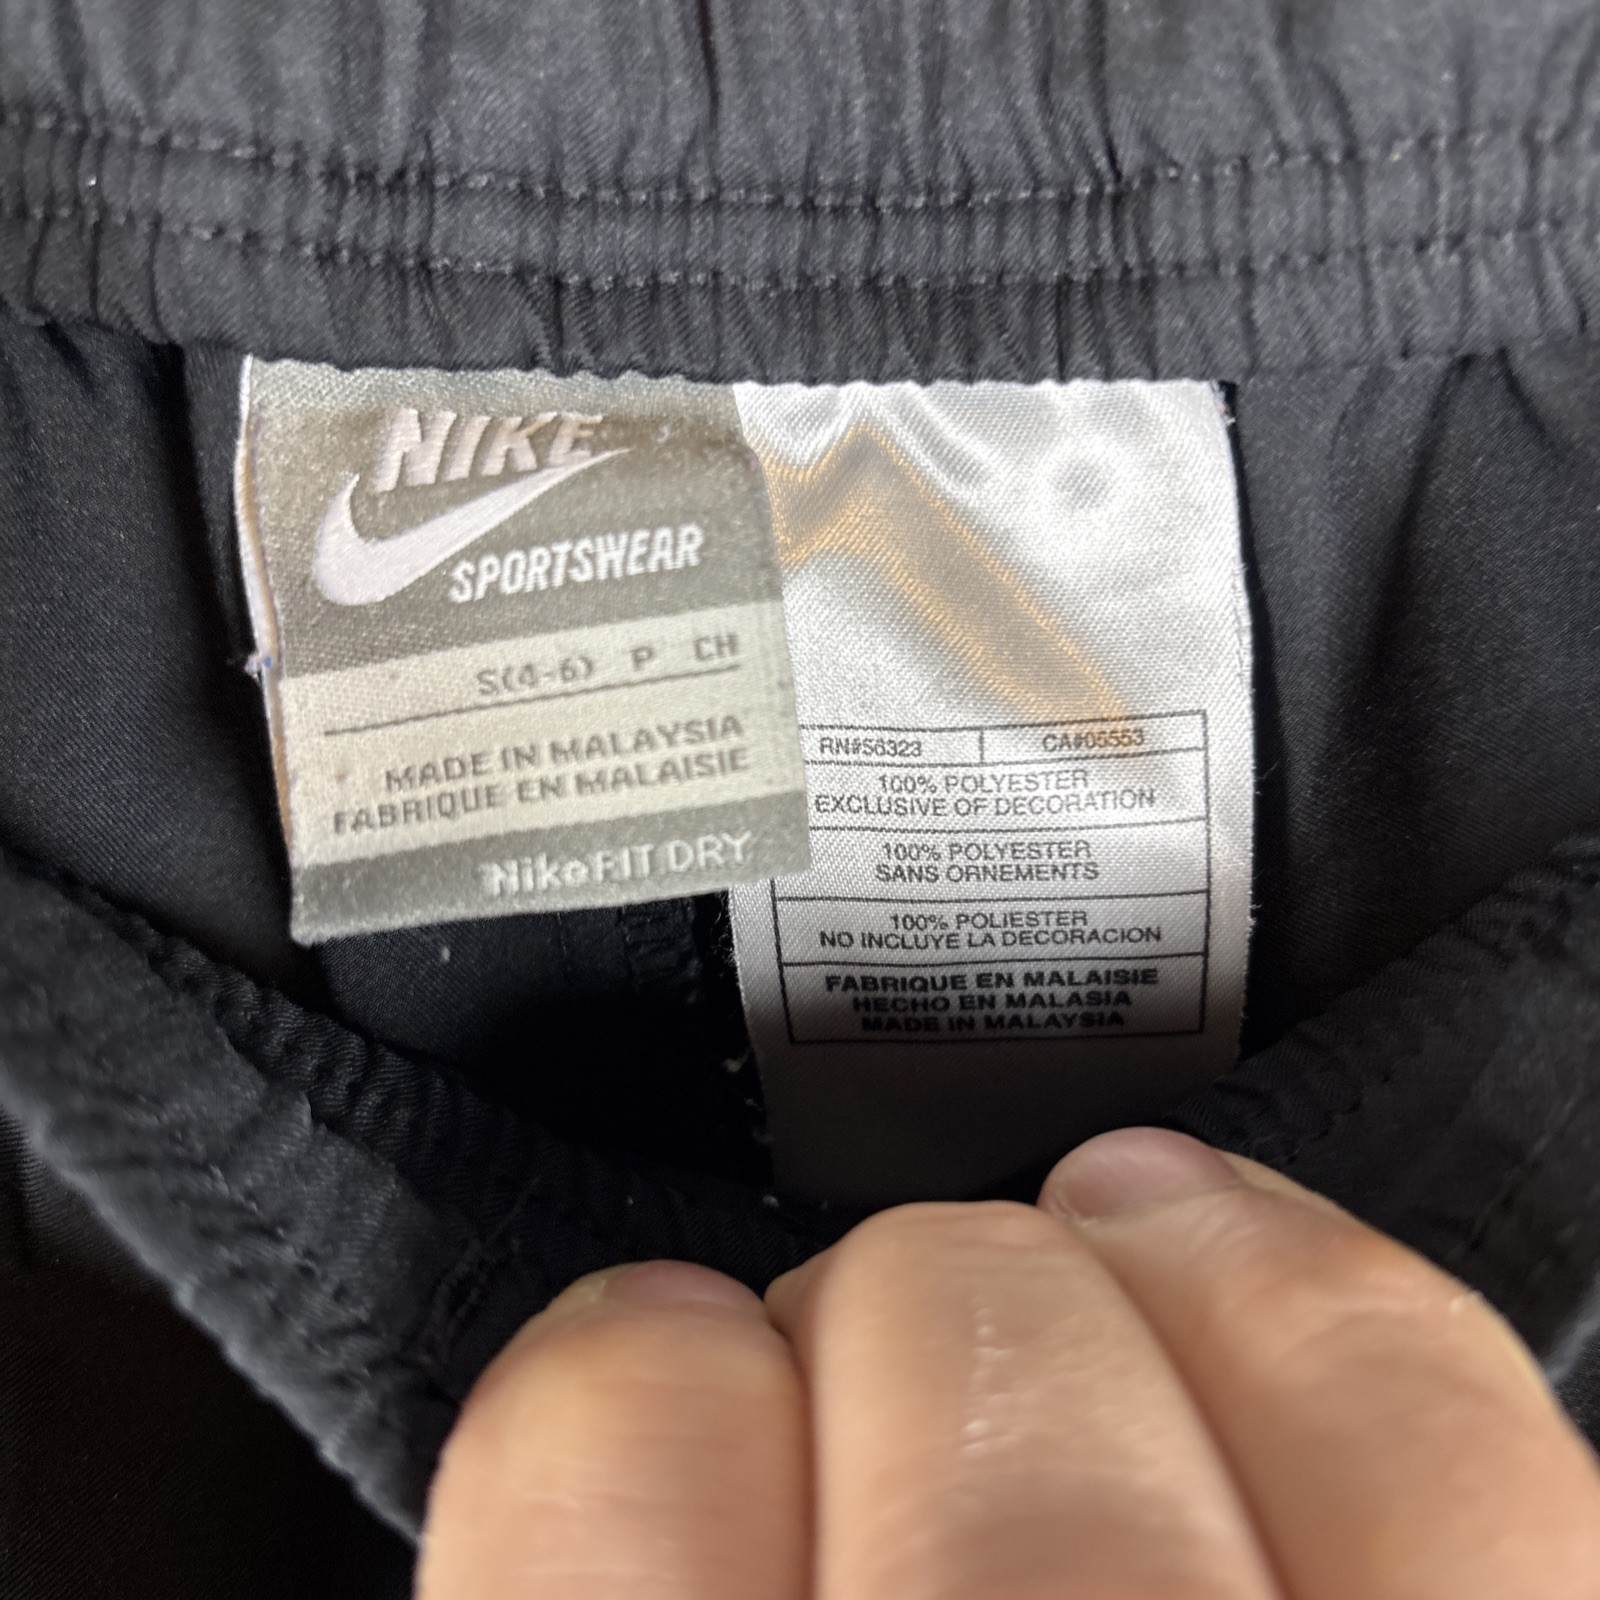 NIKE
SPORTSWEAR
S(4-6) P CH
MADE IN MALAYSIA
FABRIQUE EN MALAISIE
NikeFIT DRY
RN#56323 CA#05553
100% POLYESTER
EXCLUSIVE OF DECORATION
100% POLYESTER
SANS ORNEMENTS
100% POLIESTER
NO INCLUYE LA DECORACION
FABRIQUE EN MALAISIE
HECHO EN MALASIA
MADE IN MALAYSIA